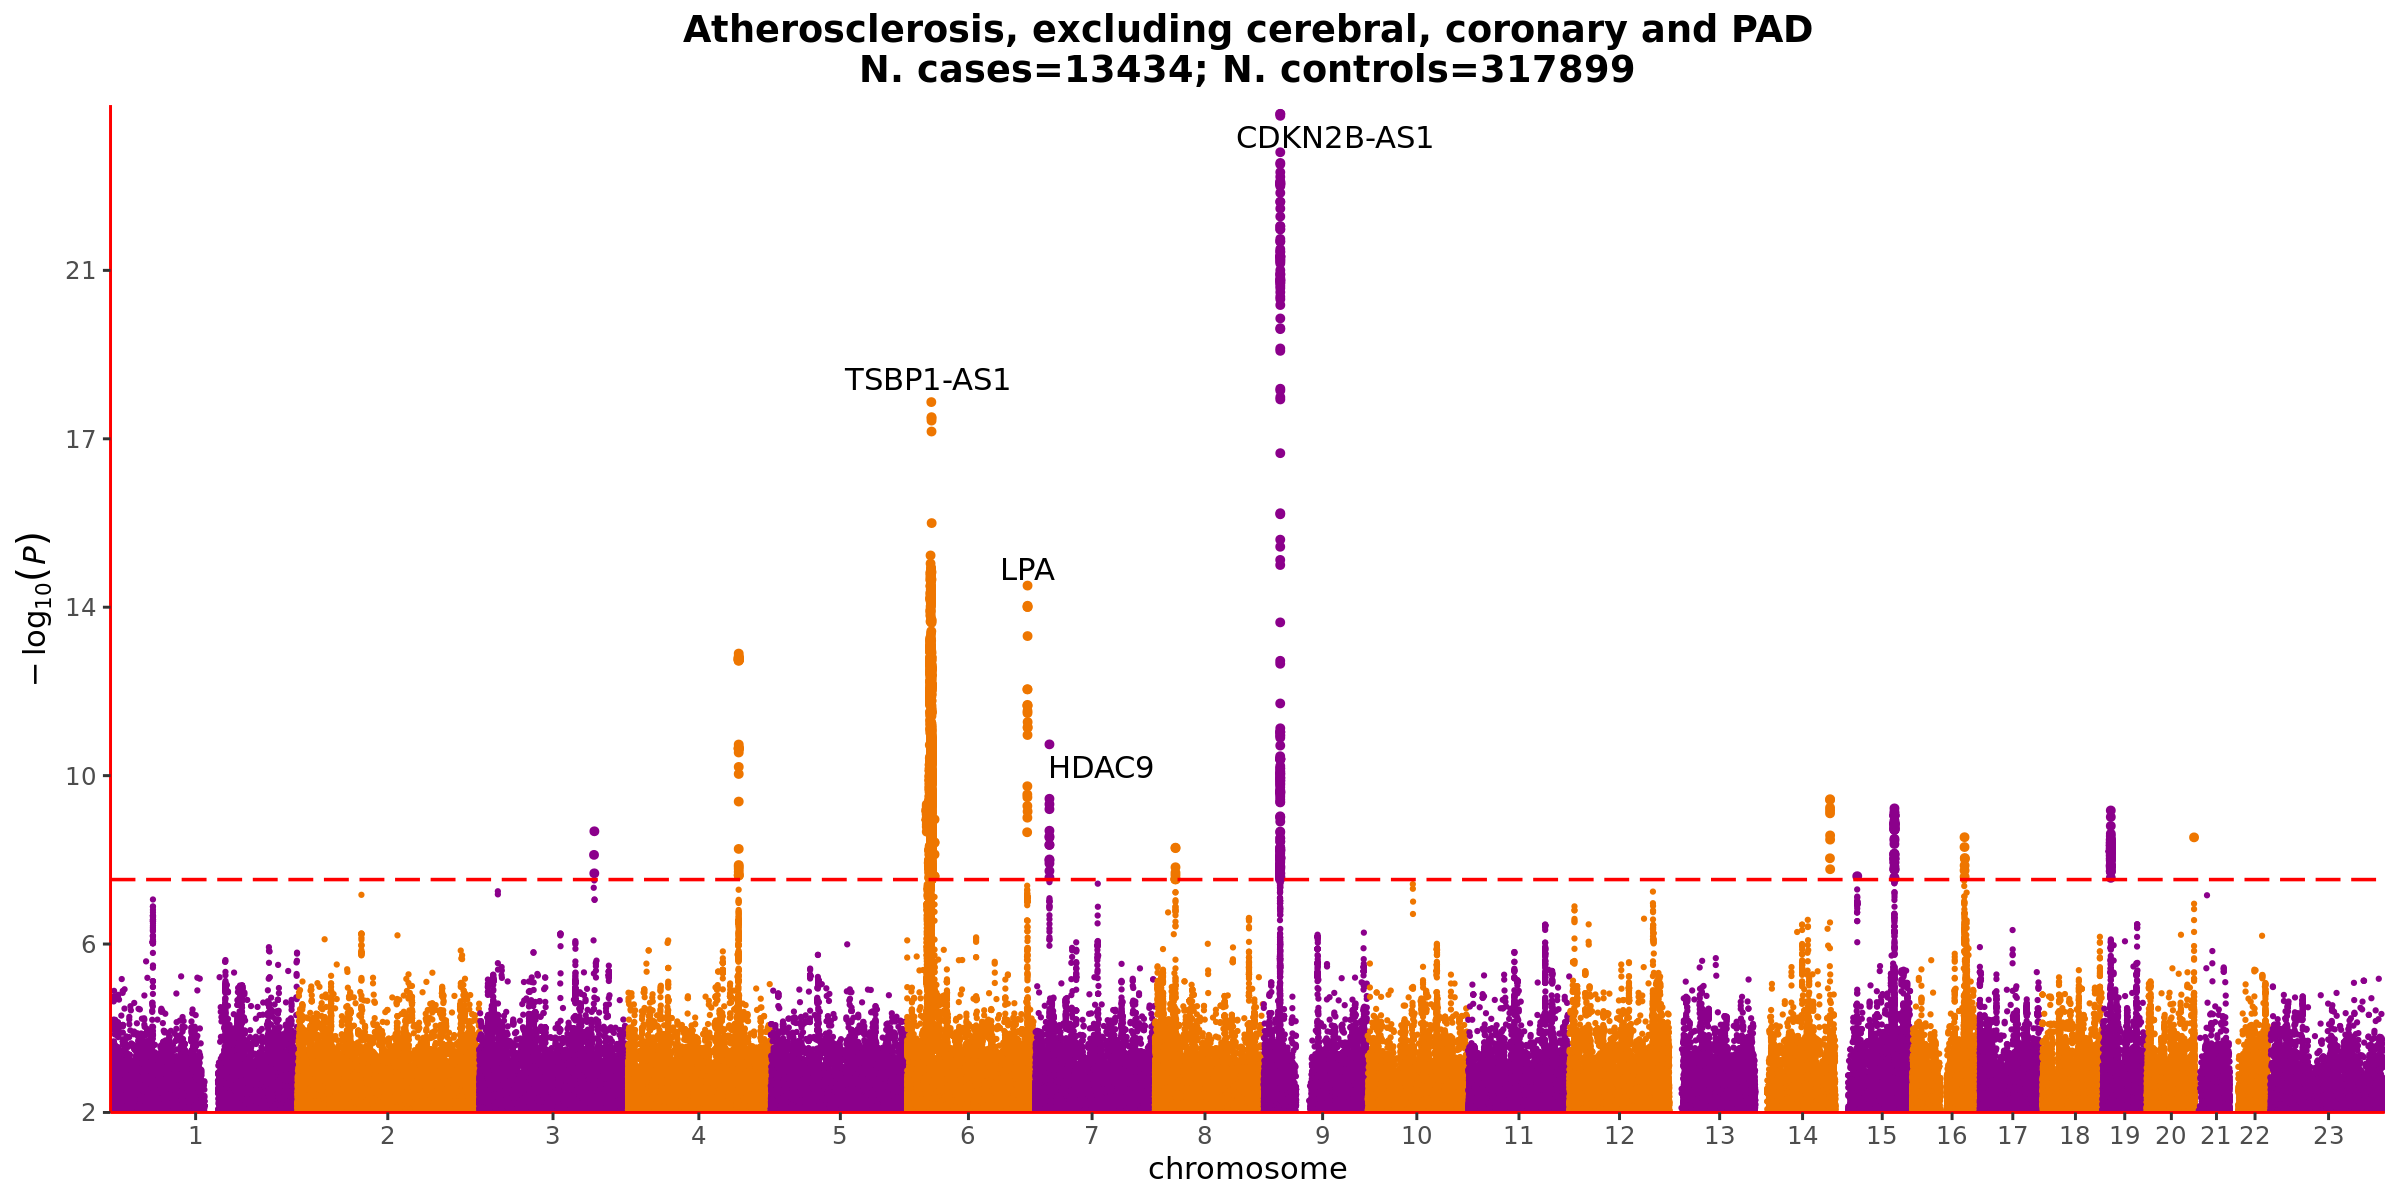 Atherosclerosis, excluding cerebral, coronary and PAD
N. cases=13434; N. controls=317899
CDKN2B-AS1
21
TSBP1-AS1
17
LPA
14
−log10(P)
HDAC9
10
6
2
1 2 3 4 5 6 7 8 9 10 11 12 13 14 15 16 17 18 19 20 21 22 23
chromosome